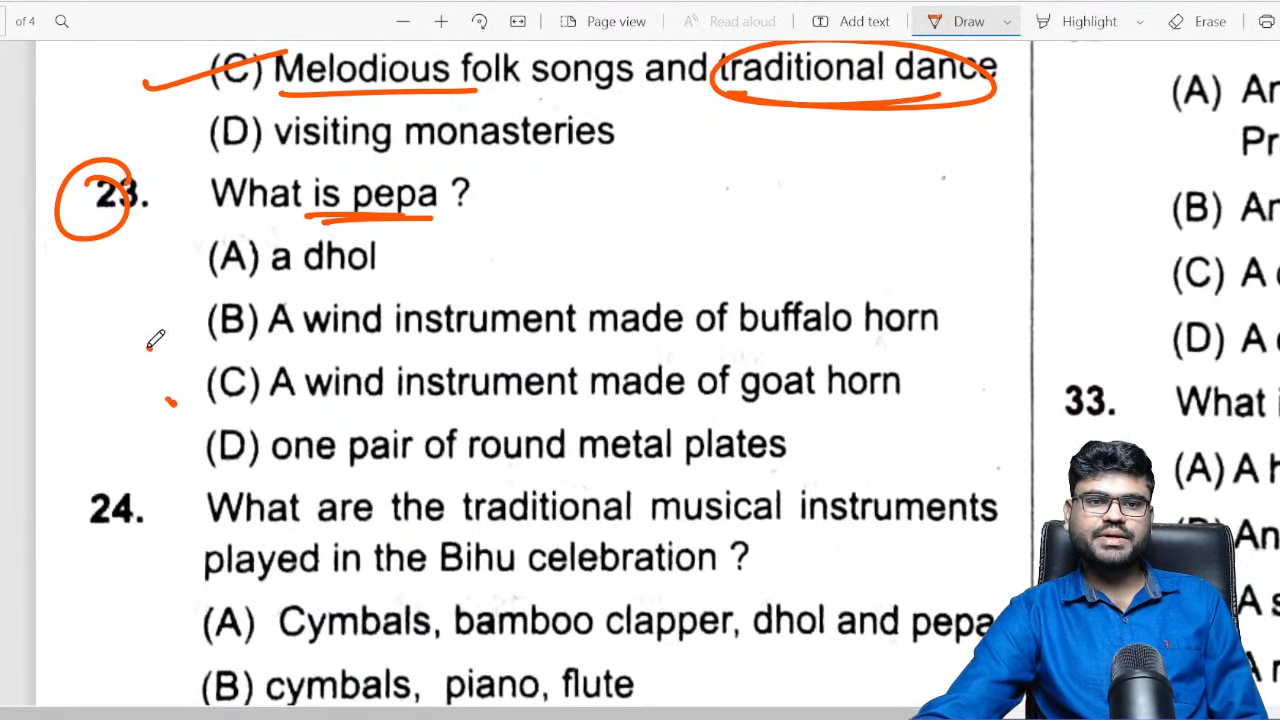 of 4
Page view
Read aloud
Add text
Draw
Highlight
Erase
(C) Melodious folk songs and traditional dance
(D) visiting monasteries
23. What is pepa ?
(A) a dhol
(B) A wind instrument made of buffalo horn
(C) A wind instrument made of goat horn
(D) one pair of round metal plates
24. What are the traditional musical instruments
played in the Bihu celebration ?
(A) Cymbals, bamboo clapper, dhol and pepa
(B) cymbals, piano, flute
(A) Ar
Pr
(B) Ar
(C) A
(D) A
33. What i
(A) A h
An
A s